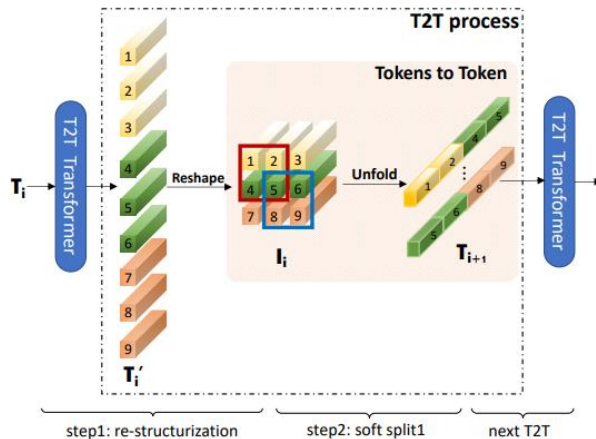 T2T process
Tokens to Token
T2T Transformer
T2T Transformer
Tᵢ
1
2
3
4
5
6
7
8
9
Tᵢ′
Reshape
1 2 3
4 5 6
7 8 9
Iᵢ
Unfold
1 2 4 5
⋮
5 6 8 9
Tᵢ₊₁
step1: re-structurization
step2: soft split1
next T2T